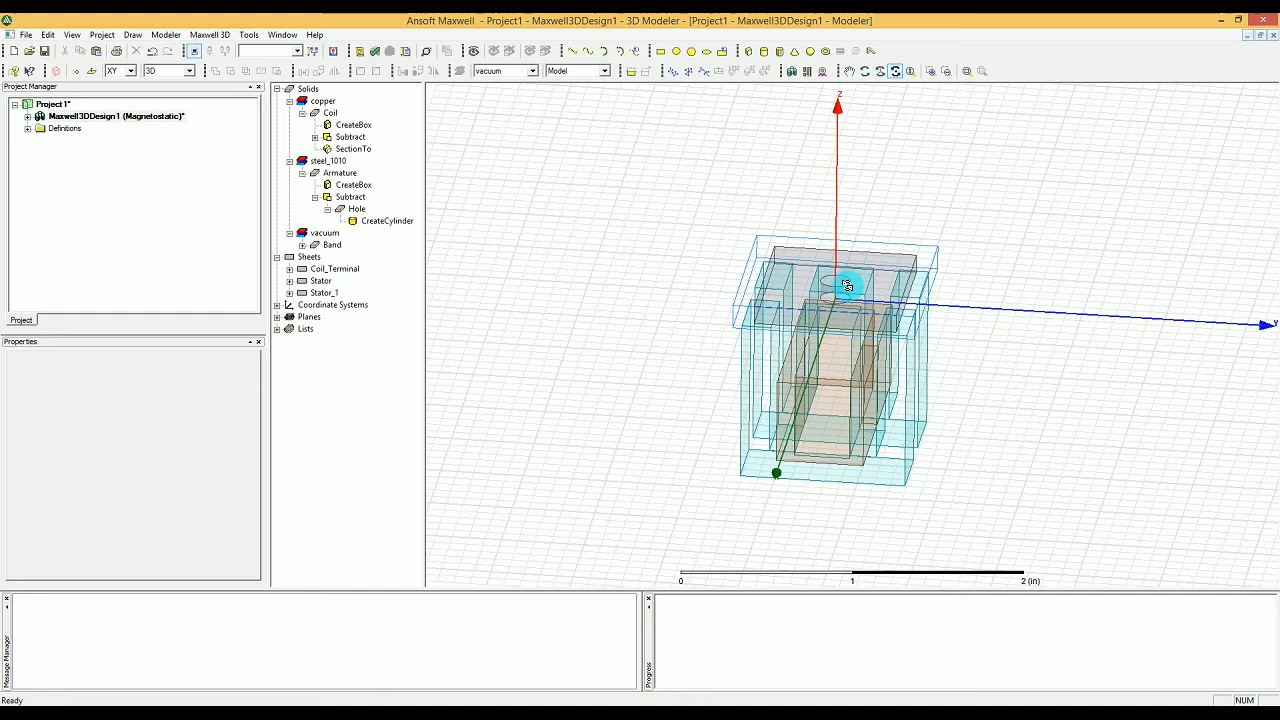 Ansoft Maxwell - Project1 - Maxwell3DDesign1 - 3D Modeler - [Project1 - Maxwell3DDesign1 - Modeler]
File Edit View Project Draw Modeler Maxwell 3D Tools Window Help
XY 3D vacuum Model
Project Manager
Project1*
Maxwell3DDesign1 (Magnetostatic)*
Definitions
Project
Properties
Solids
copper
Coil
CreateBox
Subtract
SectionTo
steel_1010
Armature
CreateBox
Subtract
Hole
CreateCylinder
vacuum
Band
Sheets
Coil_Terminal
Stator
Stator_1
Coordinate Systems
Planes
Lists
Z
0 1 2 (in)
Message Manager
Progress
Ready
NUM